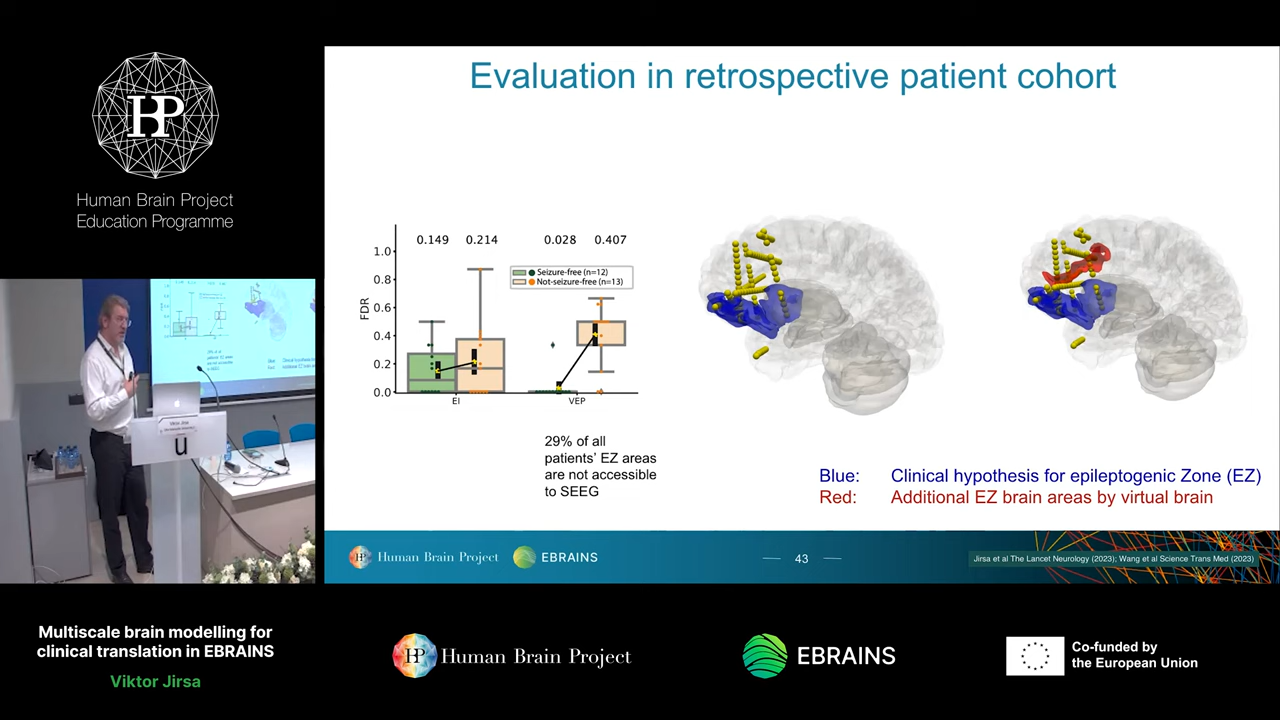 HP
Human Brain Project
Education Programme
Evaluation in retrospective patient cohort
0.149 0.214 0.028 0.407
1.0
0.8
0.6
0.4
0.2
0.0
FDR
Seizure-free (n=12)
Not-seizure-free (n=13)
EI
VEP
29% of all
patients' EZ areas
are not accessible
to SEEG
Blue: Clinical hypothesis for epileptogenic Zone (EZ)
Red: Additional EZ brain areas by virtual brain
Human Brain Project
EBRAINS
43
Jirsa et al The Lancet Neurology (2023); Wang et al Science Trans Med (2023)
Viktor Jirsa
u
Multiscale brain modelling for
clinical translation in EBRAINS
Viktor Jirsa
HP Human Brain Project
EBRAINS
Co-funded by
the European Union